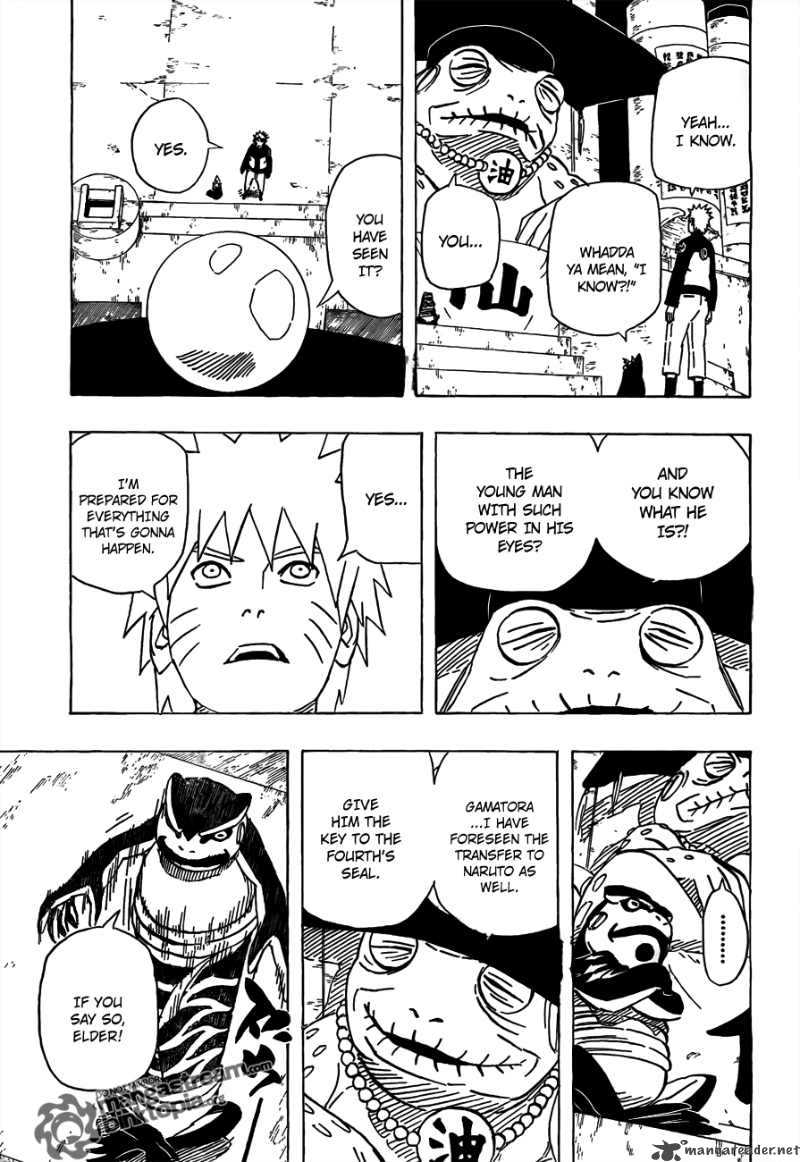 YEAH...
I KNOW.
WHADDA
YA MEAN, "I
KNOW?!"
YOU...
油
山
YOU
HAVE
SEEN
IT?
YES.
AND
YOU KNOW
WHAT HE
IS?!
THE
YOUNG MAN
WITH SUCH
POWER IN HIS
EYES?
YES...
I'M
PREPARED FOR
EVERYTHING
THAT'S GONNA
HAPPEN.
.........
GAMATORA
...I HAVE
FORESEEN THE
TRANSFER TO
NARUTO AS
WELL.
GIVE
HIM THE
KEY TO THE
FOURTH'S
SEAL.
油
IF YOU
SAY SO,
ELDER!
mangastream.com
mangareader.net